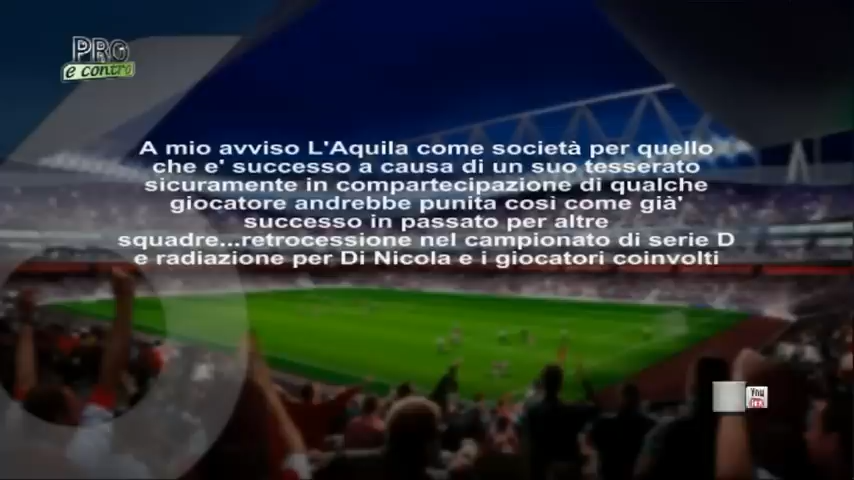 PRO
e contro
A mio avviso L'Aquila come società per quello
che e' successo a causa di un suo tesserato
sicuramente in compartecipazione di qualche
giocatore andrebbe punita così come già'
successo in passato per altre
squadre...retrocessione nel campionato di serie D
e radiazione per Di Nicola e i giocatori coinvolti
You